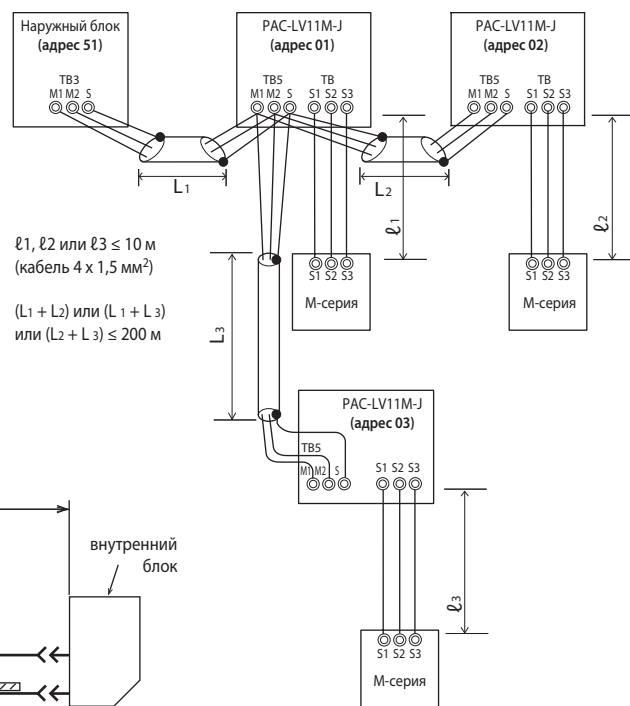 Наружный блок
(адрес 51)
TB3
M1 M2 S
PAC-LV11M-J
(адрес 01)
TB5 TB
M1 M2 S S1 S2 S3
PAC-LV11M-J
(адрес 02)
TB5 TB
M1 M2 S S1 S2 S3
L1
L2
ℓ1
ℓ2
ℓ1, ℓ2 или ℓ3 ≤ 10 м
(кабель 4 x 1,5 мм²)
(L1 + L2) или (L 1 + L 3)
или (L2 + L 3) ≤ 200 м
S1 S2 S3
М-серия
S1 S2 S3
М-серия
L3
PAC-LV11M-J
(адрес 03)
TB5
M1 M2 S S1 S2 S3
ℓ3
внутренний
блок
S1 S2 S3
М-серия